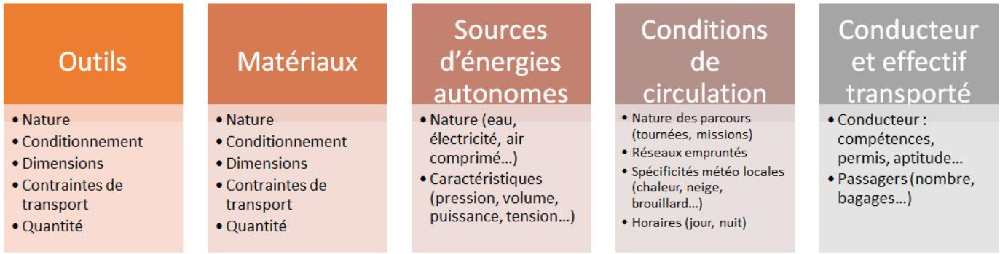 Outils
• Nature
• Conditionnement
• Dimensions
• Contraintes de
transport
• Quantité
Matériaux
• Nature
• Conditionnement
• Dimensions
• Contraintes de
transport
• Quantité
Sources
d’énergies
autonomes
• Nature (eau,
électricité, air
comprimé…)
• Caractéristiques
(pression, volume,
puissance, tension…)
Conditions
de
circulation
• Nature des parcours
(tournées, missions)
• Réseaux empruntés
• Spécificités météo locales
(chaleur, neige,
brouillard…)
• Horaires (jour, nuit)
Conducteur
et effectif
transporté
• Conducteur :
compétences,
permis, aptitude…
• Passagers (nombre,
bagages…)